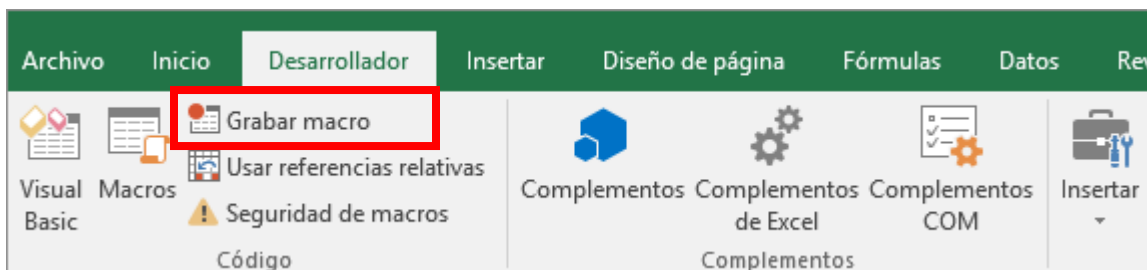 Archivo Inicio Desarrollador Insertar Diseño de página Fórmulas Datos
Grabar macro
Usar referencias relativas
Seguridad de macros
Visual Basic
Macros
Código
Complementos
Complementos de Excel
Complementos COM
Complementos
Insertar